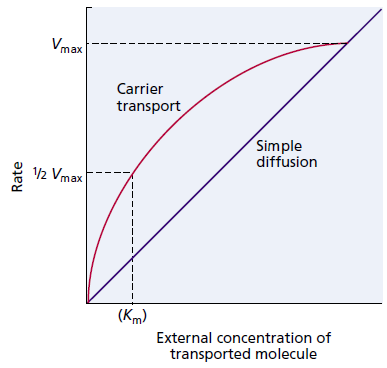 Vmax
Carrier
transport
Simple
diffusion
1/2 Vmax
Rate
(Km)
External concentration of
transported molecule